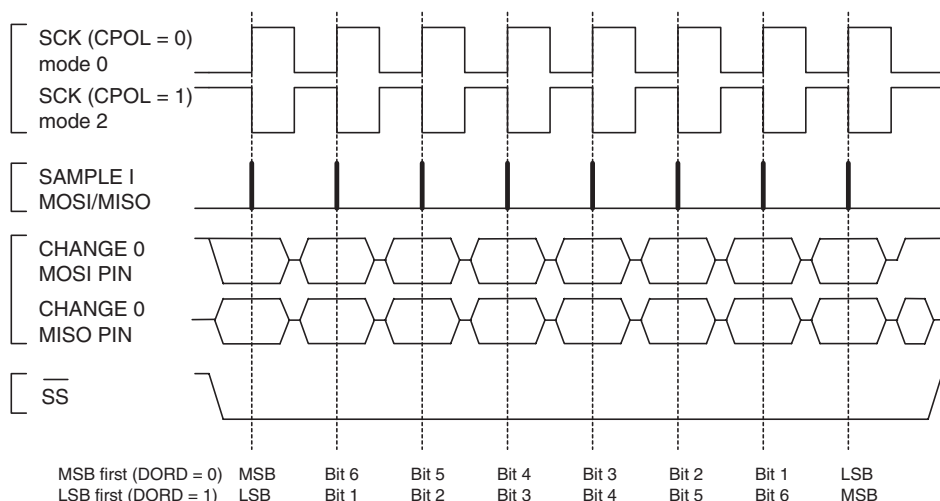 SCK (CPOL = 0)
mode 0
SCK (CPOL = 1)
mode 2
SAMPLE I
MOSI/MISO
CHANGE 0
MOSI PIN
CHANGE 0
MISO PIN
SS
MSB first (DORD = 0) MSB Bit 6 Bit 5 Bit 4 Bit 3 Bit 2 Bit 1 LSB
LSB first (DORD = 1) LSB Bit 1 Bit 2 Bit 3 Bit 4 Bit 5 Bit 6 MSB